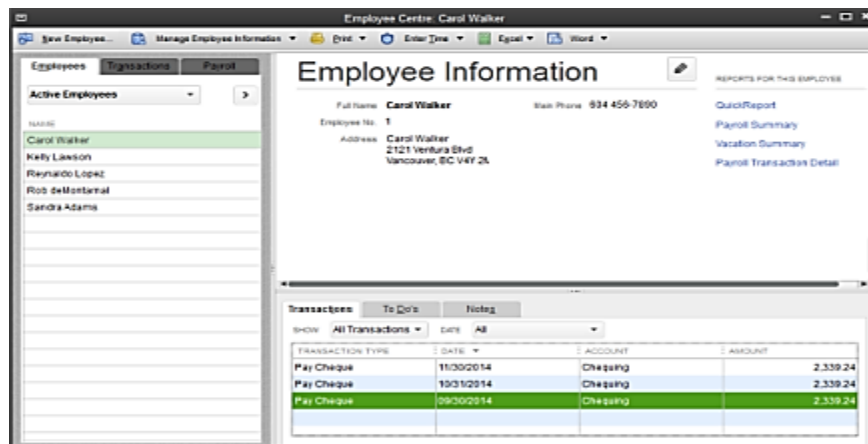 Employee Centre: Carol Walker
New Employee... Manage Employee Information Print Enter Time Excel Word
Employees Transactions Payroll
Active Employees
NAME
Carol Walker
Kelly Lawson
Reynaldo Lopez
Rob deMontarnal
Sandra Adams
Employee Information
Full Name Carol Walker Main Phone 634 456-7890
Employee No. 1
Address Carol Walker
2121 Ventura Blvd
Vancouver, BC V4Y
REPORTS FOR THIS EMPLOYEE
QuickReport
Payroll Summary
Vacation Summary
Payroll Transaction Detail
Transactions To Do's Notes
SHOW All Transactions DATE All
TRANSACTION TYPE DATE ACCOUNT AMOUNT
Pay Cheque 11/30/2014 Chequing 2,339.24
Pay Cheque 10/31/2014 Chequing 2,339.24
Pay Cheque 09/30/2014 Chequing 2,339.24